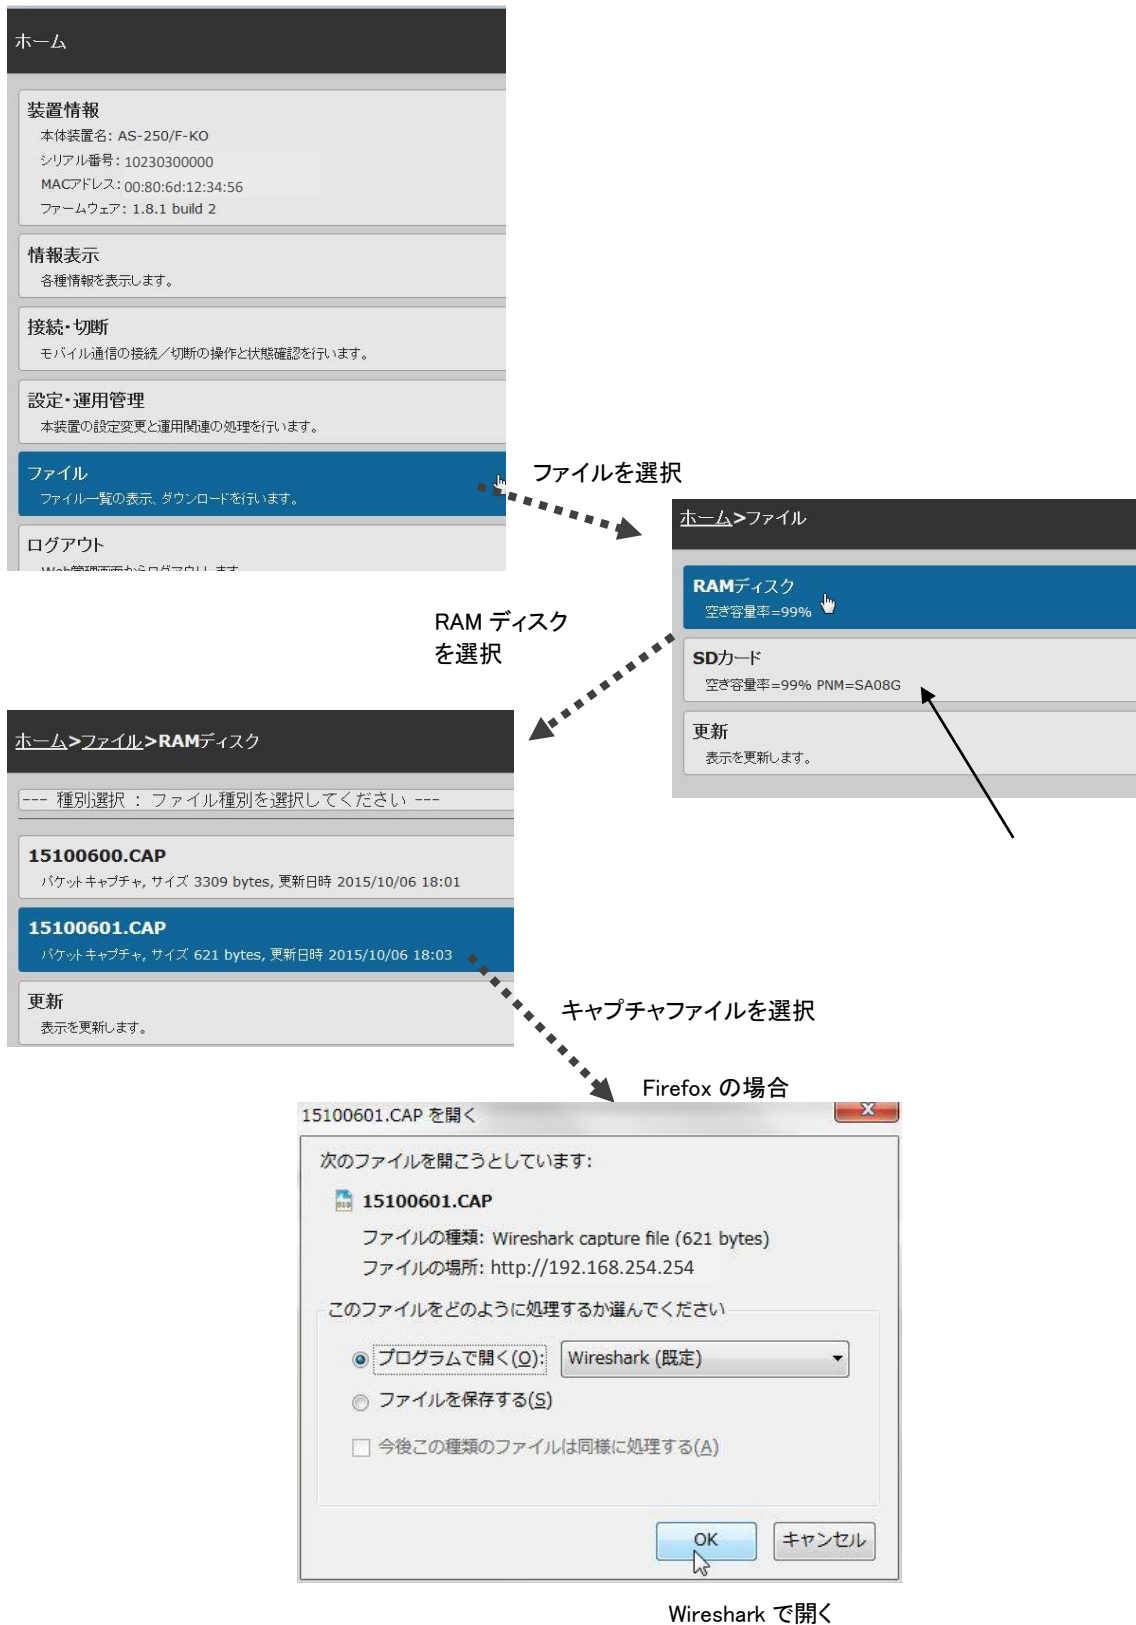 ホーム
装置情報
本体装置名: AS-250/F-KO
シリアル番号: 10230300000
MACアドレス: 00:80:6d:12:34:56
ファームウェア: 1.8.1 build 2
情報表示
各種情報を表示します。
接続・切断
モバイル通信の接続／切断の操作と状態確認を行います。
設定・運用管理
本装置の設定変更と運用関連の処理を行います。
ファイル
ファイル一覧の表示、ダウンロードを行います。
ログアウト
Web管理画面からログアウトします
ファイルを選択
ホーム>ファイル
RAMディスク
空き容量率=99%
SDカード
空き容量率=99% PNM=SA08G
更新
表示を更新します。
RAM ディスク
を選択
ホーム>ファイル>RAMディスク
--- 種別選択 : ファイル種別を選択してください ---
15100600.CAP
パケットキャプチャ, サイズ 3309 bytes, 更新日時 2015/10/06 18:01
15100601.CAP
パケットキャプチャ, サイズ 621 bytes, 更新日時 2015/10/06 18:03
更新
表示を更新します。
キャプチャファイルを選択
Firefox の場合
15100601.CAP を開く
次のファイルを開こうとしています:
15100601.CAP
ファイルの種類: Wireshark capture file (621 bytes)
ファイルの場所: http://192.168.254.254
このファイルをどのように処理するか選んでください
プログラムで開く(O): Wireshark (既定)
ファイルを保存する(S)
今後この種類のファイルは同様に処理する(A)
OK キャンセル
Wireshark で開く